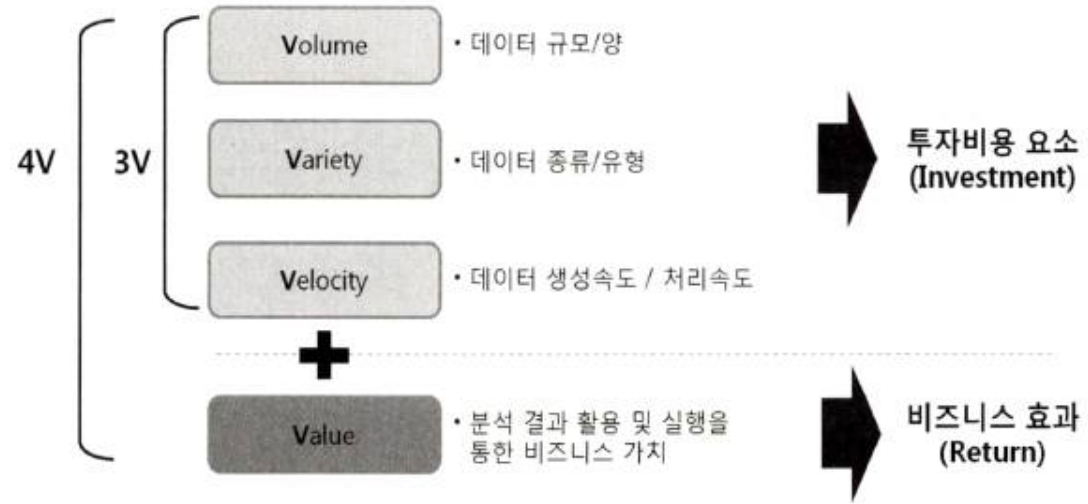 4V
3V
Volume
• 데이터 규모/양
Variety
• 데이터 종류/유형
Velocity
• 데이터 생성속도 / 처리속도
투자비용 요소
(Investment)
Value
• 분석 결과 활용 및 실행을
통한 비즈니스 가치
비즈니스 효과
(Return)